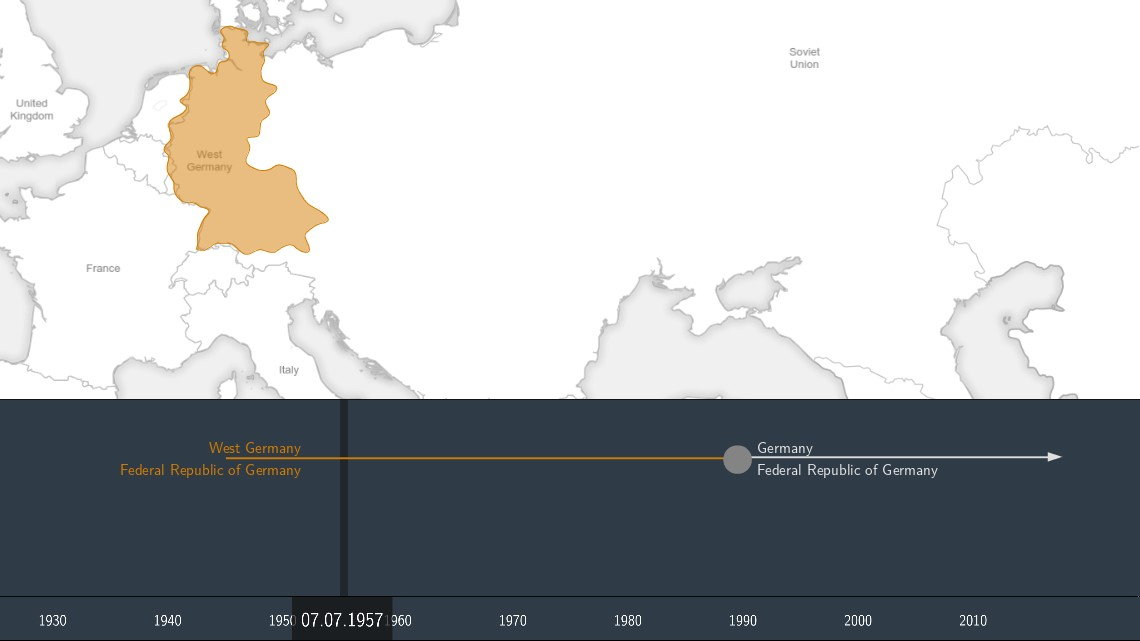 Soviet
Union
United
Kingdom
West
Germany
France
Italy
West Germany
Federal Republic of Germany
Germany
Federal Republic of Germany
1930 1940 1950 07.07.1957 1960 1970 1980 1990 2000 2010